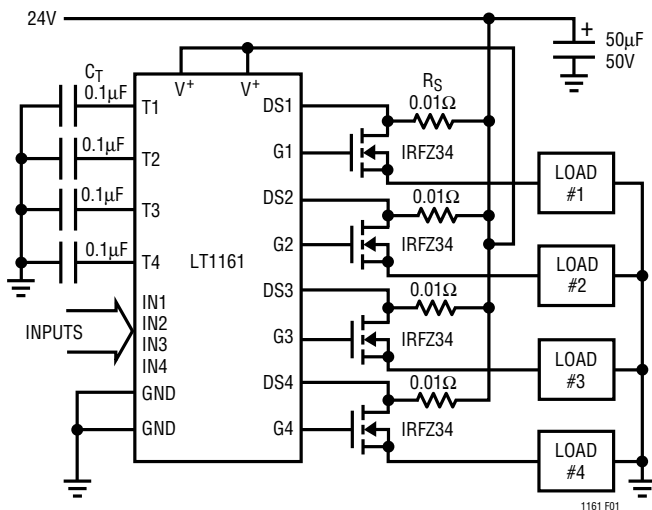 24V
+
50µF
50V
CT
0.1µF
V+
V+
DS1
RS
0.01Ω
T1
G1
IRFZ34
LOAD
#1
0.1µF
T2
DS2
0.01Ω
0.1µF
T3
G2
IRFZ34
LOAD
#2
0.1µF
T4
LT1161
DS3
0.01Ω
INPUTS
IN1
IN2
IN3
IN4
G3
IRFZ34
LOAD
#3
GND
DS4
0.01Ω
GND
G4
IRFZ34
LOAD
#4
1161 F01